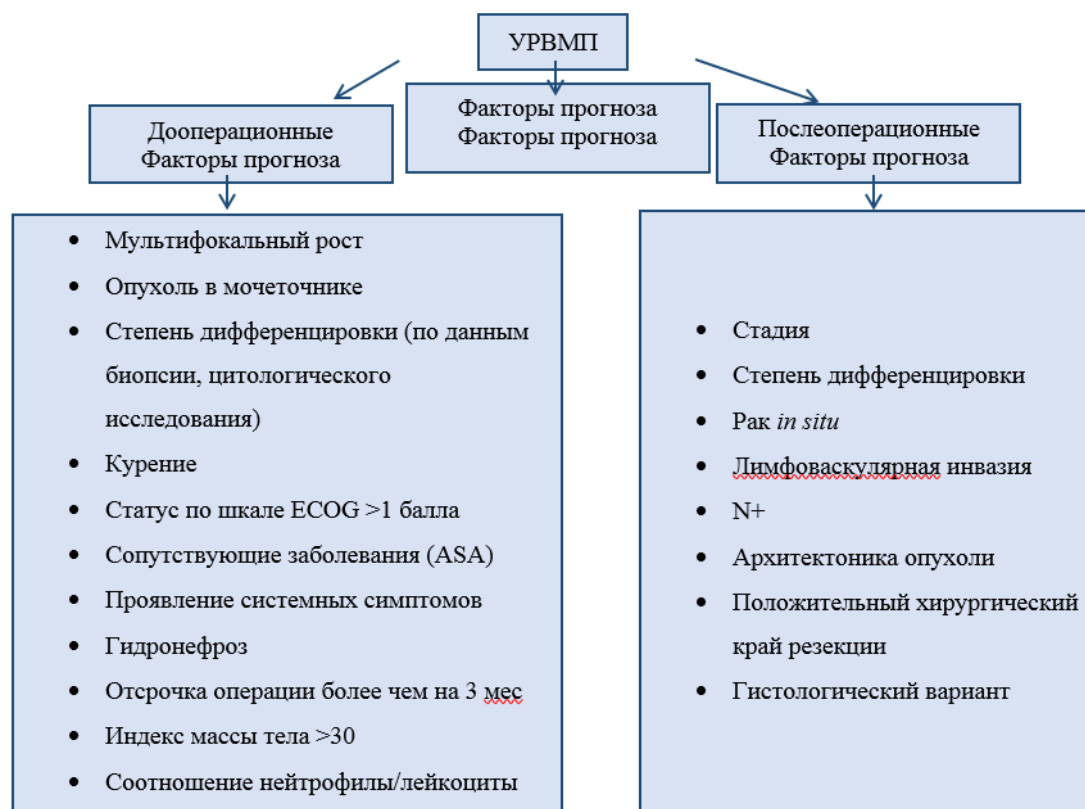 УРВМП
Факторы прогноза
Факторы прогноза
Дооперационные
Факторы прогноза
Послеоперационные
Факторы прогноза
• Мультифокальный рост
• Опухоль в мочеточнике
• Степень дифференцировки (по данным
биопсии, цитологического
исследования)
• Курение
• Статус по шкале ECOG >1 балла
• Сопутствующие заболевания (ASA)
• Проявление системных симптомов
• Гидронефроз
• Отсрочка операции более чем на 3 мес
• Индекс массы тела >30
• Соотношение нейтрофилы/лейкоциты
• Стадия
• Степень дифференцировки
• Рак in situ
• Лимфоваскулярная инвазия
• N+
• Архитектоника опухоли
• Положительный хирургический
край резекции
• Гистологический вариант